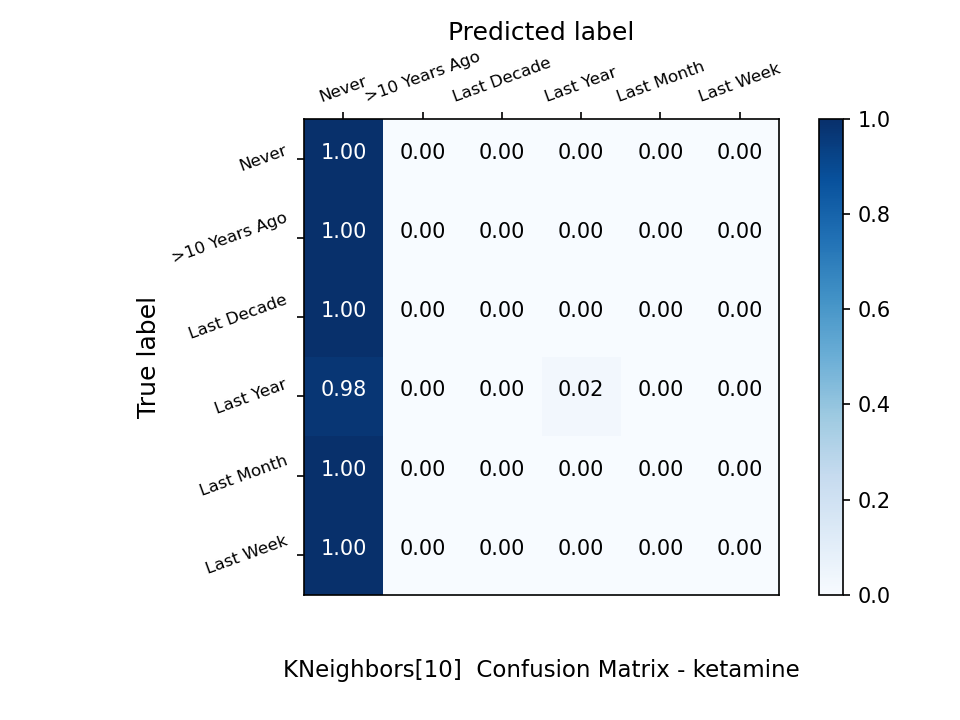 Predicted label
Never >10 Years Ago Last Decade Last Year Last Month Last Week
1.0
Never 1.00 0.00 0.00 0.00 0.00 0.00
0.8
>10 Years Ago 1.00 0.00 0.00 0.00 0.00 0.00
Last Decade 1.00 0.00 0.00 0.00 0.00 0.00
0.6
True label
Last Year 0.98 0.00 0.00 0.02 0.00 0.00
0.4
Last Month 1.00 0.00 0.00 0.00 0.00 0.00
0.2
Last Week 1.00 0.00 0.00 0.00 0.00 0.00
0.0
KNeighbors[10] Confusion Matrix - ketamine